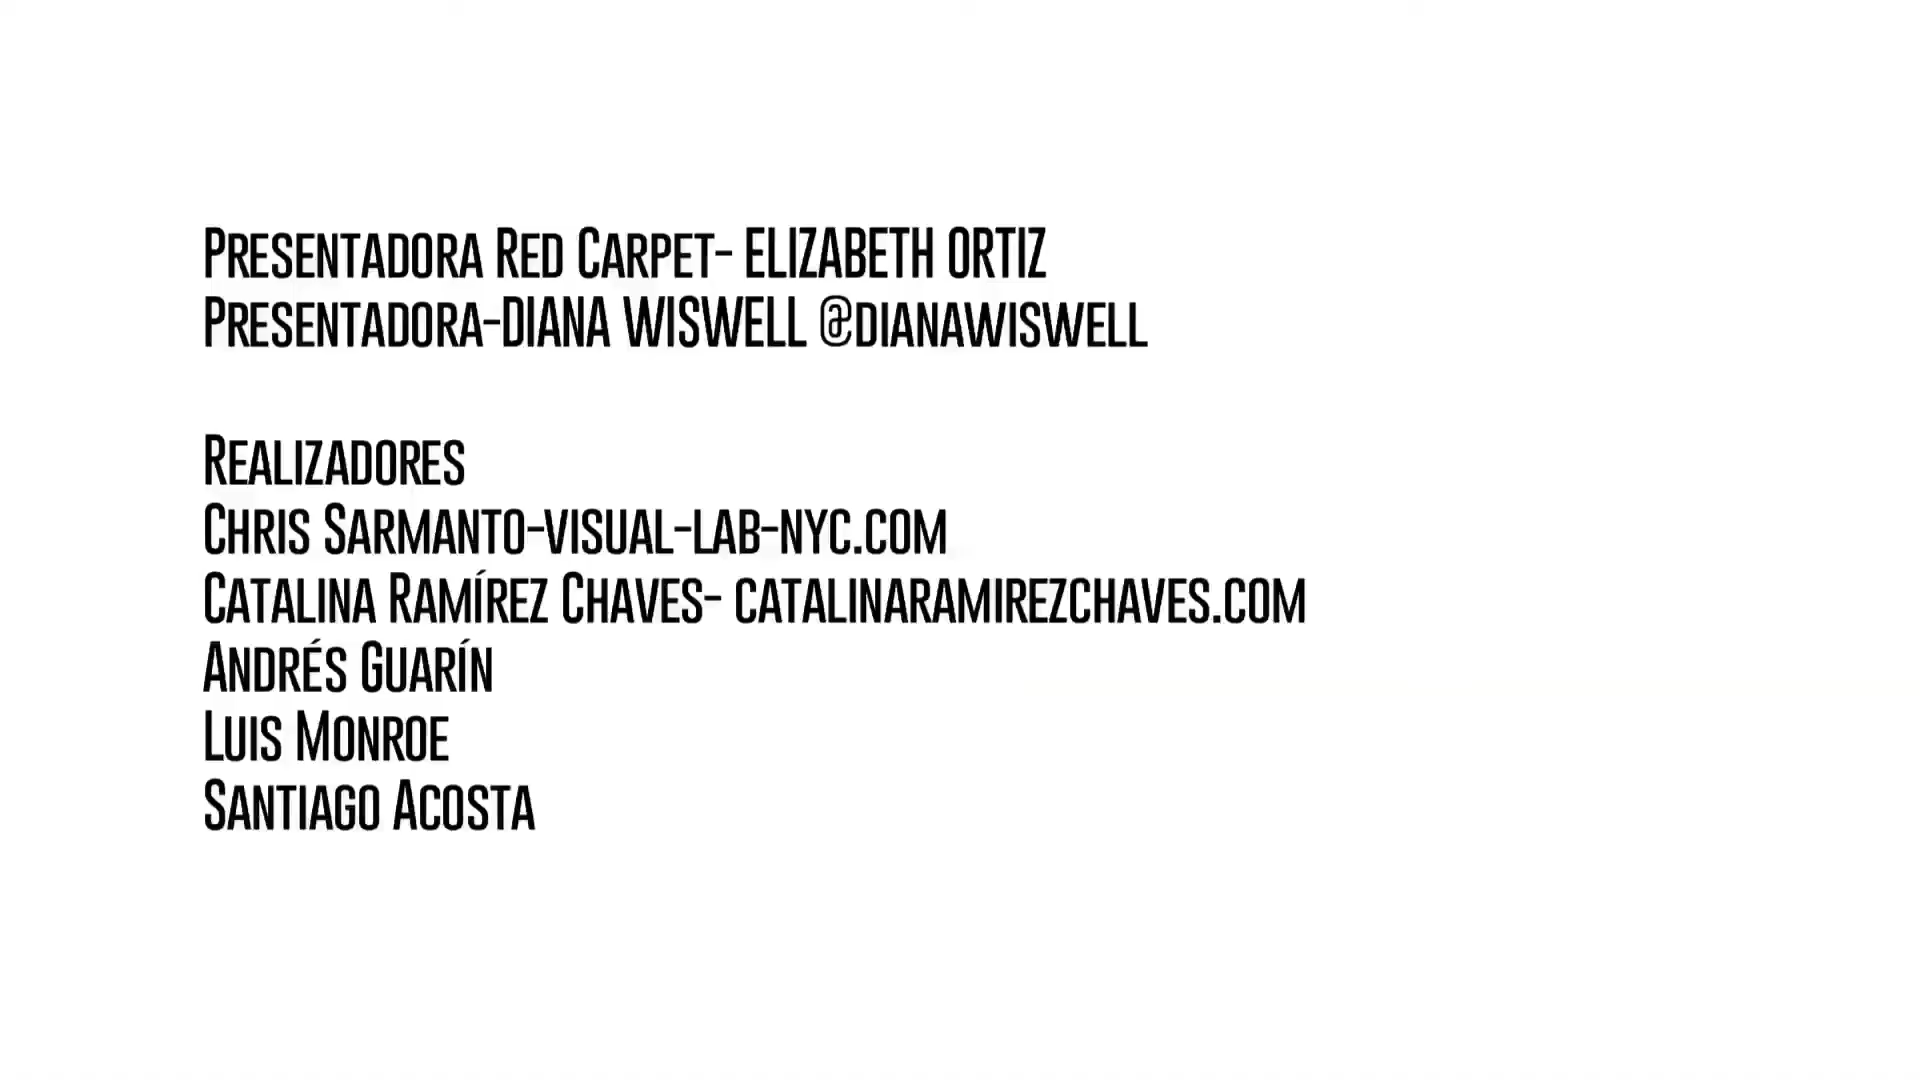 Presentadora Red Carpet- ELIZABETH ORTIZ
Presentadora-DIANA WISWELL @dianawiswell
Realizadores
Chris Sarmanto-visual-lab-nyc.com
Catalina Ramírez Chaves- catalinaramirezchaves.com
Andrés Guarín
Luis Monroe
Santiago Acosta